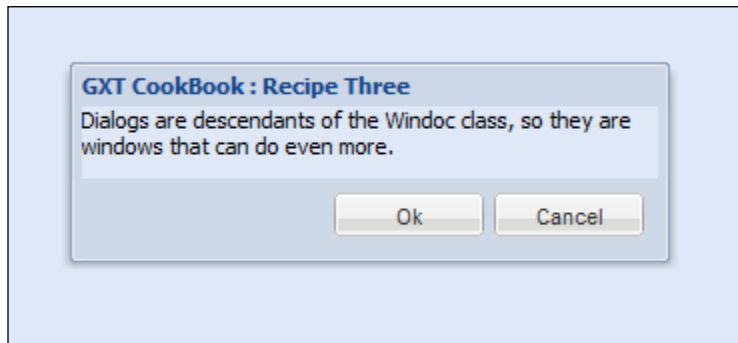 GXT CookBook : Recipe Three
Dialogs are descendants of the Windoc class, so they are
windows that can do even more.
Ok
Cancel